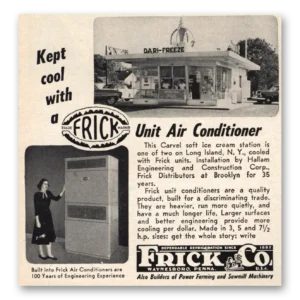 Kept
cool
with
a
DARI-FREEZE
FRICK
Unit Air Conditioner
This Carvel soft ice cream station is
one of two on Long Island, N. Y., cooled
with Frick units. Installation by Hallam
Engineering and Construction Corp.,
Frick Distributors at Brooklyn for 35
years.
Frick unit conditioners are a quality
product, built for a discriminating trade.
They are heavier, run more quietly, and
have a much longer life. Larger surfaces
and better engineering provide more
cooling per dollar. Made in 3, 5 and 7½
h.p. sizes: get the whole story: write
Built into Frick Air Conditioners are
100 Years of Engineering Experience
DEPENDABLE REFRIGERATION SINCE 1882
FRICK & CO.
WAYNESBORO, PENNA.
Also Builders of Power Farming and Sawmill Machinery